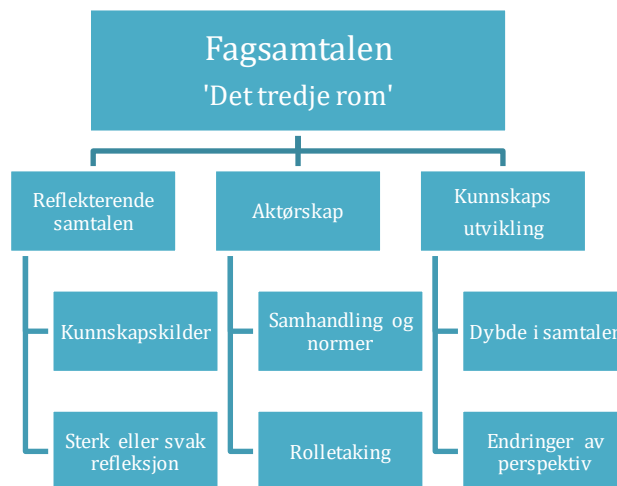 Fagsamtalen
'Det tredje rom'
Reflekterende
samtalen
Aktørskap
Kunnskaps
utvikling
Kunnskapskilder
Samhandling og
normer
Dybde i samtaler
Sterk eller svak
refleksjon
Rolletaking
Endringer av
perspektiv